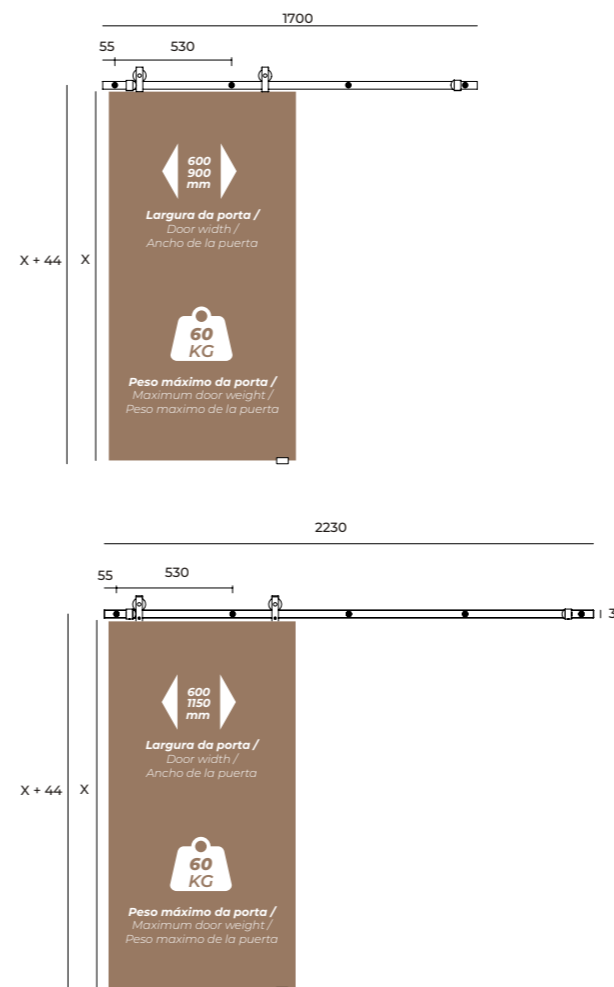 1700
55 530
600
900
mm
Largura da porta /
Door width /
Ancho de la puerta
X + 44 X
60
KG
Peso máximo da porta /
Maximum door weight /
Peso maximo de la puerta
2230
55 530
600
1150
mm
Largura da porta /
Door width /
Ancho de la puerta
X + 44 X
60
KG
Peso máximo da porta /
Maximum door weight /
Peso maximo de la puerta